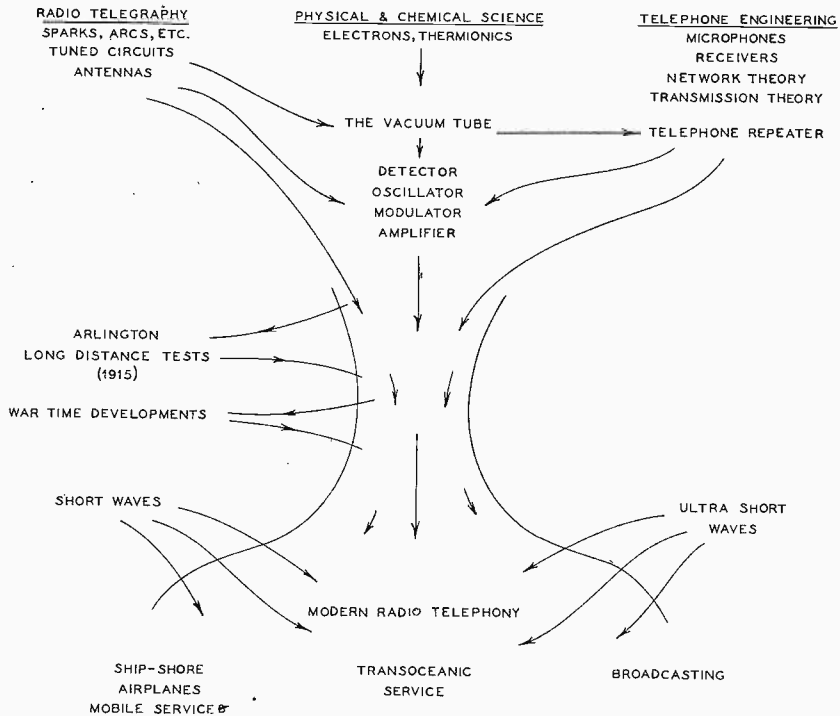 RADIO TELEGRAPHY
SPARKS, ARCS, ETC.
TUNED CIRCUITS
ANTENNAS
PHYSICAL & CHEMICAL SCIENCE
ELECTRONS, THERMIONICS
TELEPHONE ENGINEERING
MICROPHONES
RECEIVERS
NETWORK THEORY
TRANSMISSION THEORY
THE VACUUM TUBE
TELEPHONE REPEATER
DETECTOR
OSCILLATOR
MODULATOR
AMPLIFIER
ARLINGTON
LONG DISTANCE TESTS
(1915)
WAR TIME DEVELOPMENTS
SHORT WAVES
ULTRA SHORT
WAVES
MODERN RADIO TELEPHONY
SHIP-SHORE
AIRPLANES
MOBILE SERVICES
TRANSOCEANIC
SERVICE
BROADCASTING